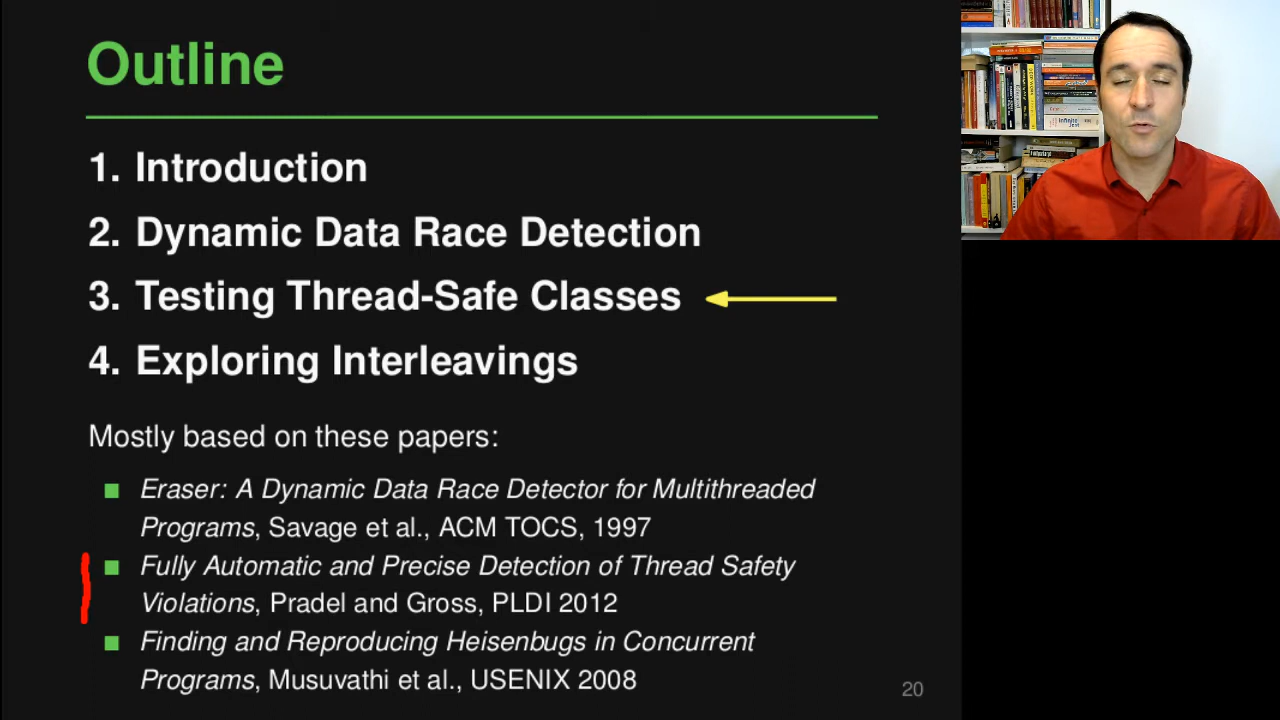 Outline
1. Introduction
2. Dynamic Data Race Detection
3. Testing Thread-Safe Classes
4. Exploring Interleavings
Mostly based on these papers:
Eraser: A Dynamic Data Race Detector for Multithreaded
Programs, Savage et al., ACM TOCS, 1997
Fully Automatic and Precise Detection of Thread Safety
Violations, Pradel and Gross, PLDI 2012
Finding and Reproducing Heisenbugs in Concurrent
Programs, Musuvathi et al., USENIX 2008
20
Infinite
Jest